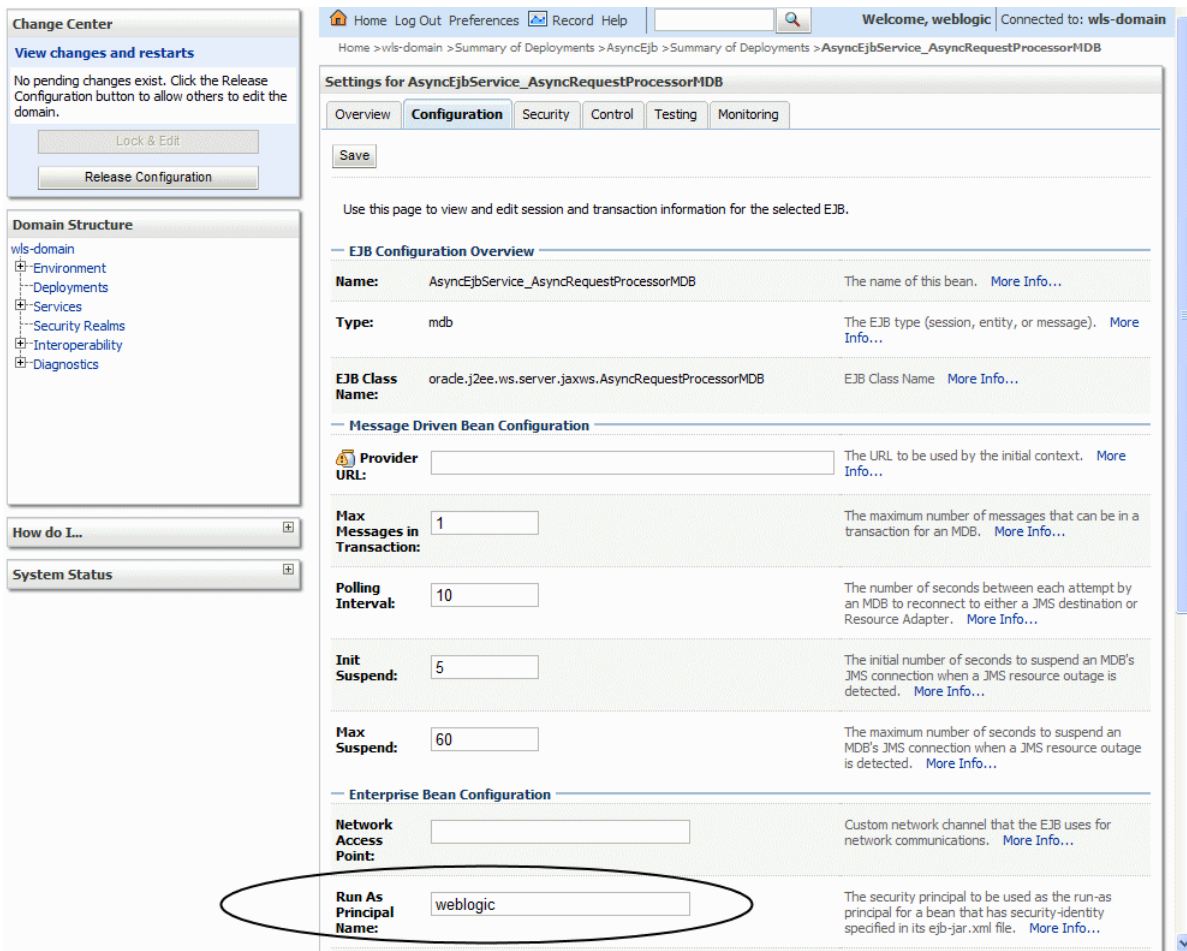 Change Center
View changes and restarts
No pending changes exist. Click the Release
Configuration button to allow others to edit the
domain.
Lock & Edit
Release Configuration
Domain Structure
wls-domain
Environment
Deployments
Services
Security Realms
Interoperability
Diagnostics
How do I...
System Status
Home Log Out Preferences Record Help
Welcome, weblogic Connected to: wls-domain
Home >wls-domain >Summary of Deployments >AsyncEjb >Summary of Deployments >AsyncEjbService_AsyncRequestProcessorMDB
Settings for AsyncEjbService_AsyncRequestProcessorMDB
Overview Configuration Security Control Testing Monitoring
Save
Use this page to view and edit session and transaction information for the selected EJB.
EJB Configuration Overview
Name: AsyncEjbService_AsyncRequestProcessorMDB The name of this bean. More Info...
Type: mdb The EJB type (session, entity, or message). More
Info...
EJB Class oracle.j2ee.ws.server.jaxws.AsyncRequestProcessorMDB EJB Class Name More Info...
Name:
Message Driven Bean Configuration
Provider The URL to be used by the initial context. More
URL: Info...
Max
Messages in
Transaction:
1
The maximum number of messages that can be in a
transaction for an MDB. More Info...
Polling
Interval:
10
The number of seconds between each attempt by
an MDB to reconnect to either a JMS destination or
Resource Adapter. More Info...
Init
Suspend:
5
The initial number of seconds to suspend an MDB's
JMS connection when a JMS resource outage is
detected. More Info...
Max
Suspend:
60
The maximum number of seconds to suspend an
MDB's JMS connection when a JMS resource outage
is detected. More Info...
Enterprise Bean Configuration
Network
Access
Point:
Custom network channel that the EJB uses for
network communications. More Info...
Run As
Principal
Name:
weblogic
The security principal to be used as the run-as
principal for a bean that has security-identity
specified in its ejb-jar.xml file. More Info...